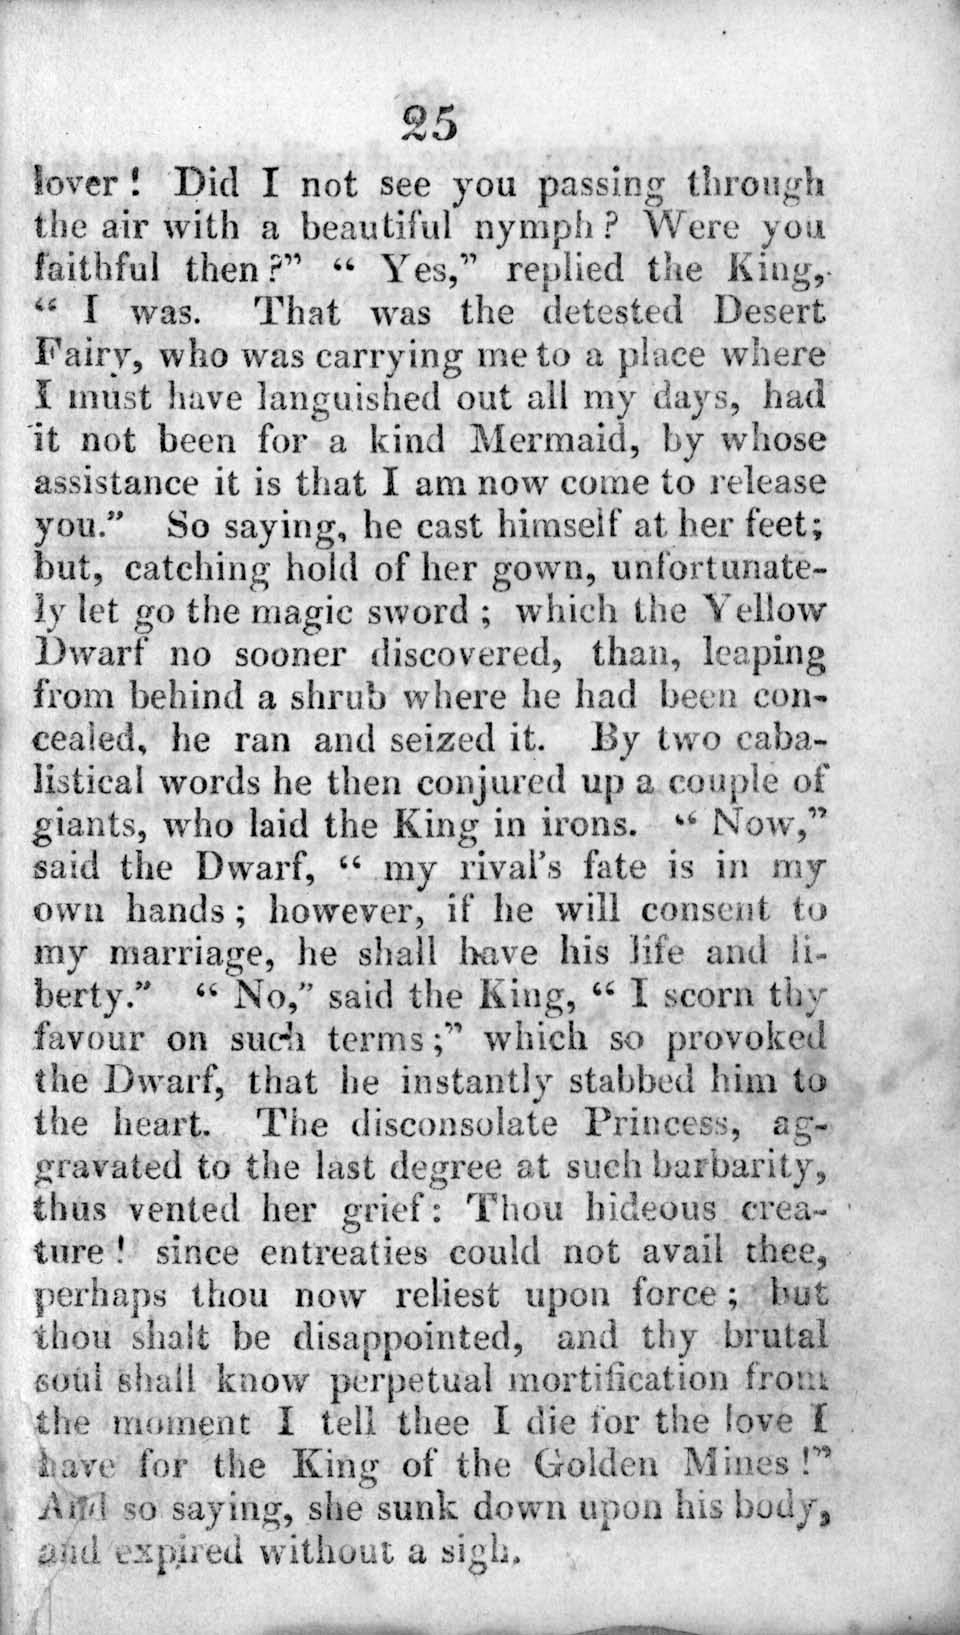 25
lover ! Did I not see you passing through
the air with a beautiful nymph ? Were you
faithful then ?” “ Yes,” replied the King,
“ I was. That was the detested Desert
Fairy, who was carrying me to a place where
I must have languished out all my days, had
it not been for a kind Mermaid, by whose
assistance it is that I am now come to release
you.” So saying, he cast himself at her feet;
but, catching hold of her gown, unfortunate-
ly let go the magic sword ; which the Yellow
Dwarf no sooner discovered, than, leaping
from behind a shrub where he had been con-
cealed, he ran and seized it. By two caba-
listical words he then conjured up a couple of
giants, who laid the King in irons. “ Now,”
said the Dwarf, “ my rival’s fate is in my
own hands ; however, if he will consent to
my marriage, he shall have his life and li-
berty.” “ No,” said the King, “ I scorn thy
favour on such terms ;” which so provoked
the Dwarf, that he instantly stabbed him to
the heart. The disconsolate Princess, ag-
gravated to the last degree at such barbarity,
thus vented her grief : Thou hideous crea-
ture ! since entreaties could not avail thee,
perhaps thou now reliest upon force ; but
thou shalt be disappointed, and thy brutal
soul shall know perpetual mortification from
the moment I tell thee I die for the love I
have for the King of the Golden Mines !”
And so saying, she sunk down upon his body,
and expired without a sigh.